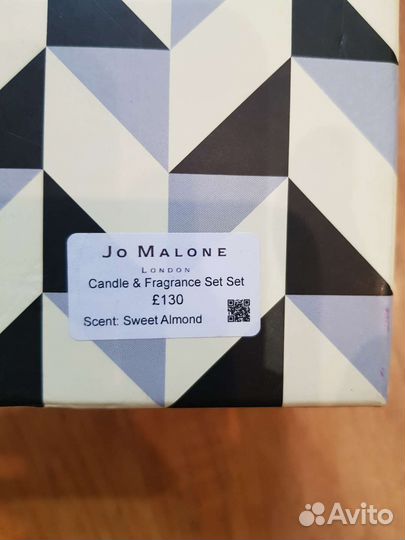 JO MALONE
LONDON
Candle & Fragrance Set Set
£130
Scent: Sweet Almond
Avito